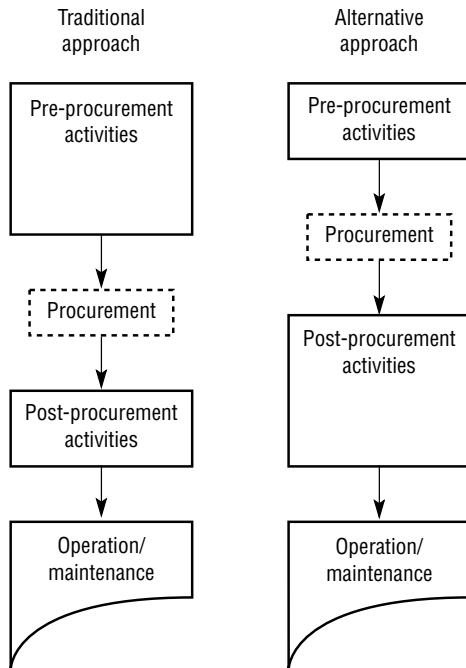 Traditional
approach
Pre-procurement
activities
Procurement
Post-procurement
activities
Operation/
maintenance
Alternative
approach
Pre-procurement
activities
Procurement
Post-procurement
activities
Operation/
maintenance